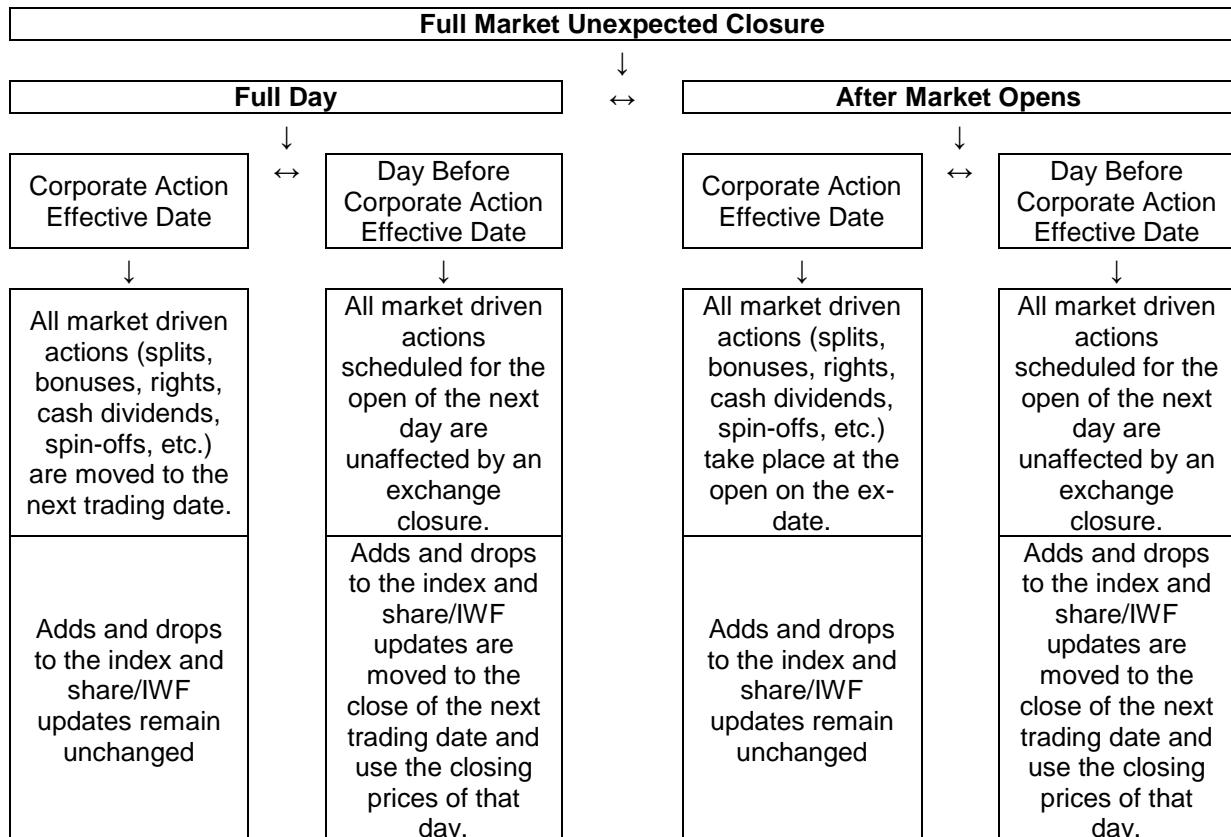 Full Market Unexpected Closure
↓
Full Day
↔
After Market Opens
↓
↓
Corporate Action
Effective Date
↔
Day Before
Corporate Action
Effective Date
Corporate Action
Effective Date
↔
Day Before
Corporate Action
Effective Date
↓
↓
↓
↓
All market driven
actions (splits,
bonuses, rights,
cash dividends,
spin-offs, etc.)
are moved to the
next trading date.
All market driven
actions
scheduled for the
open of the next
day are
unaffected by an
exchange
closure.
All market driven
actions (splits,
bonuses, rights,
cash dividends,
spin-offs, etc.)
take place at the
open on the ex-
date.
All market driven
actions
scheduled for the
open of the next
day are
unaffected by an
exchange
closure.
Adds and drops
to the index and
share/IWF
updates remain
unchanged
Adds and drops
to the index and
share/IWF
updates are
moved to the
close of the next
trading date and
use the closing
prices of that
day.
Adds and drops
to the index and
share/IWF
updates remain
unchanged
Adds and drops
to the index and
share/IWF
updates are
moved to the
close of the next
trading date and
use the closing
prices of that
day.